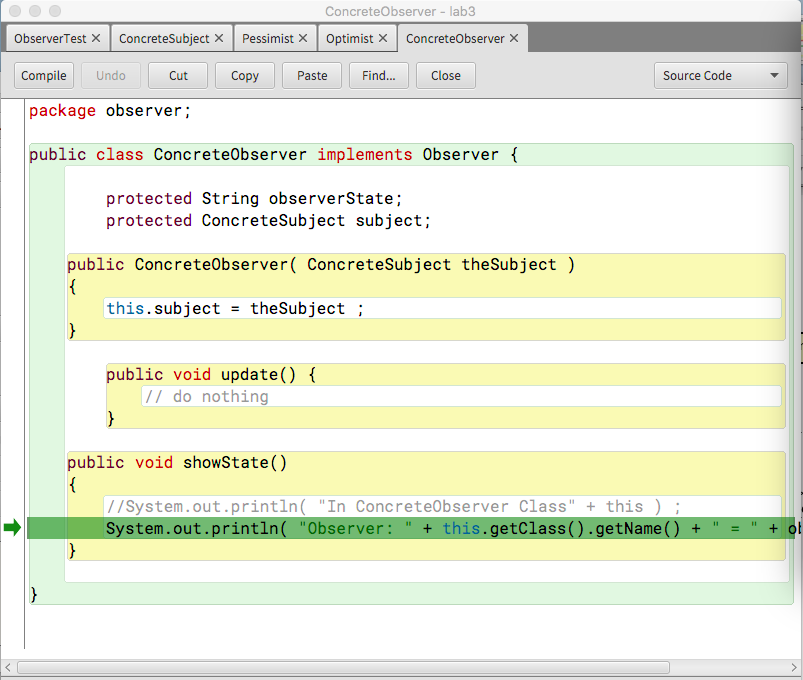 ConcreteObserver - lab3
ObserverTest ✕ ConcreteSubject ✕ Pessimist ✕ Optimist ✕ ConcreteObserver ✕
Compile Undo Cut Copy Paste Find... Close Source Code
package observer;
public class ConcreteObserver implements Observer {
protected String observerState;
protected ConcreteSubject subject;
public ConcreteObserver( ConcreteSubject theSubject )
{
this.subject = theSubject ;
}
public void update() {
// do nothing
}
public void showState()
{
//System.out.println( "In ConcreteObserver Class" + this ) ;
System.out.println( "Observer: " + this.getClass().getName() + " = " +
}
}